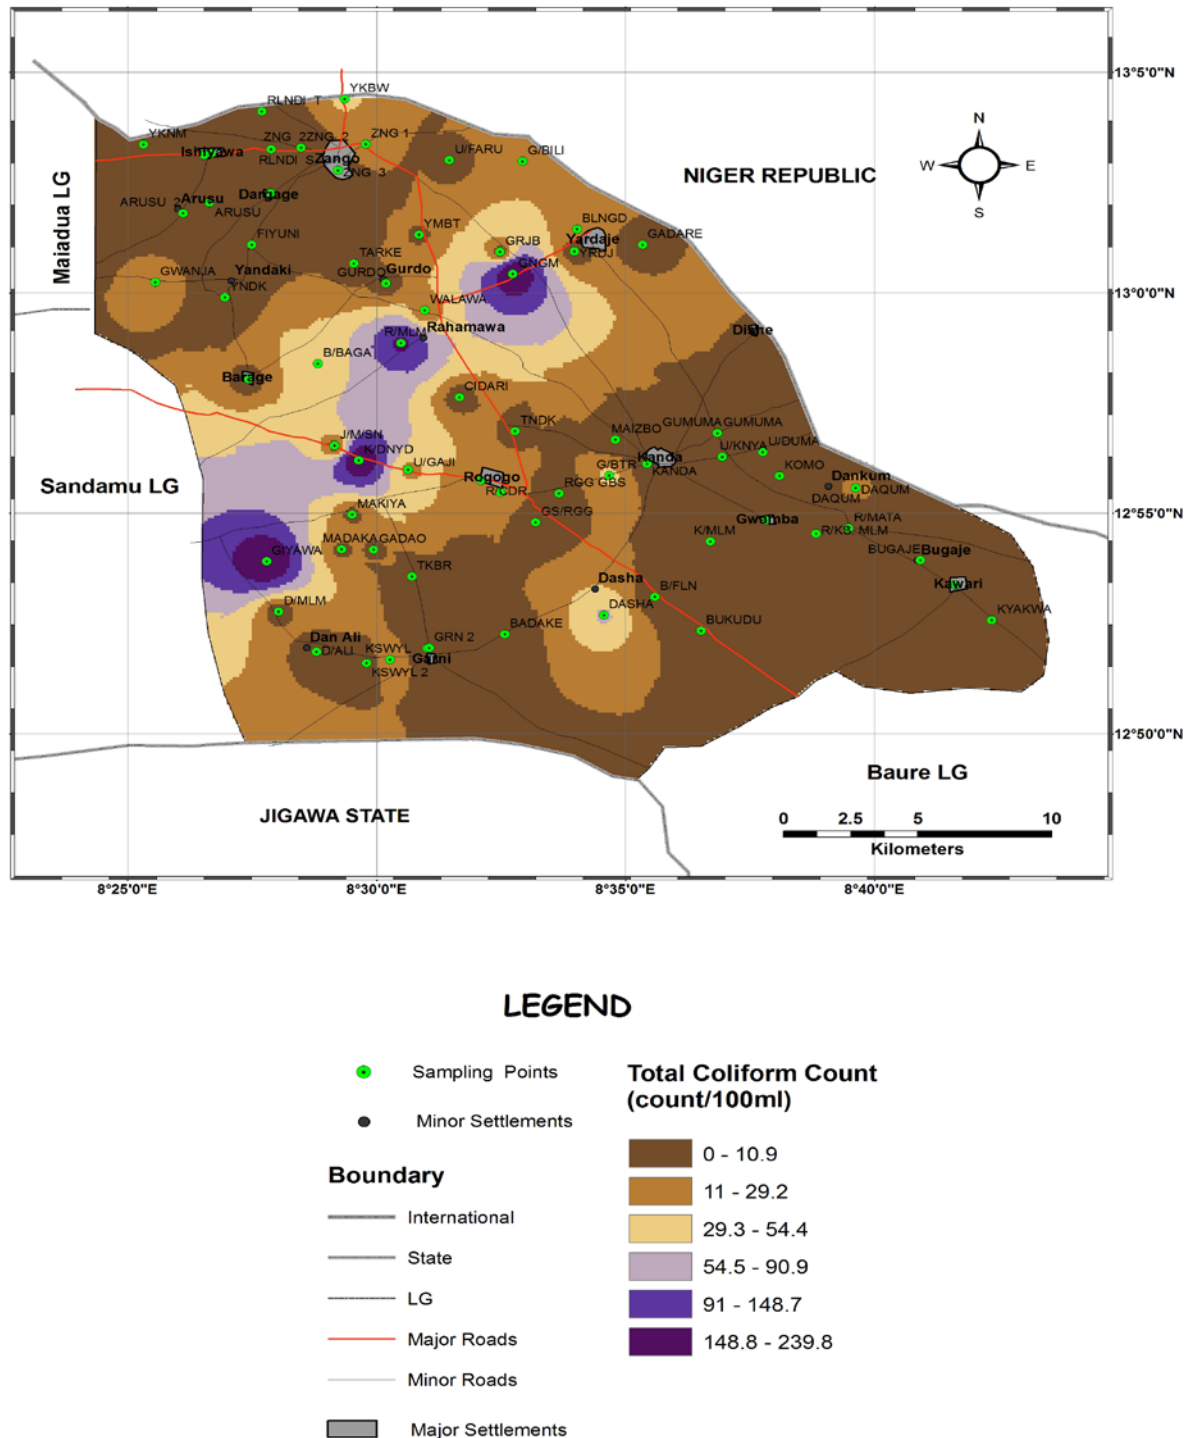 YKBW
13°5'0"N
RLNDI T
YKNM
ZNG 2
ZNG 2
ZNG 1
N
Ishiyawa
RLNDI S
Zango
U/FARU
G/BILI
W
E
ZNG 3
NIGER REPUBLIC
S
Maiadua LG
ARUSU 2
Arusu
Dargage
ARUSU
YMBT
BLNGD
FIYUNI
GRJB
Yardaje
GADARE
TARKE
YRDJ
GWANJA
Yandaki
GURDO
Gurdo
GNGM
YNDK
13°0'0"N
WALAWA
Rahamawa
R/MLM
Dishe
B/BAGA
Barage
CIDARI
TNDK
MAIZBO
GUMUMA
GUMUMA
J/M/SN
K/DNYD
U/GAJI
G/BTR
Kanda
KANDA
U/KNYA
U/DUMA
Sandamu LG
Rogogo
R/CDR
RGG GBS
KOMO
Dankum
DAQUM
DAQUM
MAKIYA
GS/RGG
Gwamba
R/MATA
12°55'0"N
MADAKA
GADAO
K/MLM
R/KB
MLM
GIYAWA
BUGAJE
Bugaje
TKBR
Dasha
B/FLN
Kawari
D/MLM
DASHA
KYAKWA
BADAKE
BUKUDU
Dan Ali
D/ALI
KSWYL
GRN 2
Garni
KSWYL 2
12°50'0"N
Baure LG
JIGAWA STATE
0 2.5 5 10
Kilometers
8°25'0"E 8°30'0"E 8°35'0"E 8°40'0"E
LEGEND
Sampling Points
Minor Settlements
Boundary
International
State
LG
Major Roads
Minor Roads
Major Settlements
Total Coliform Count
(count/100ml)
0 - 10.9
11 - 29.2
29.3 - 54.4
54.5 - 90.9
91 - 148.7
148.8 - 239.8